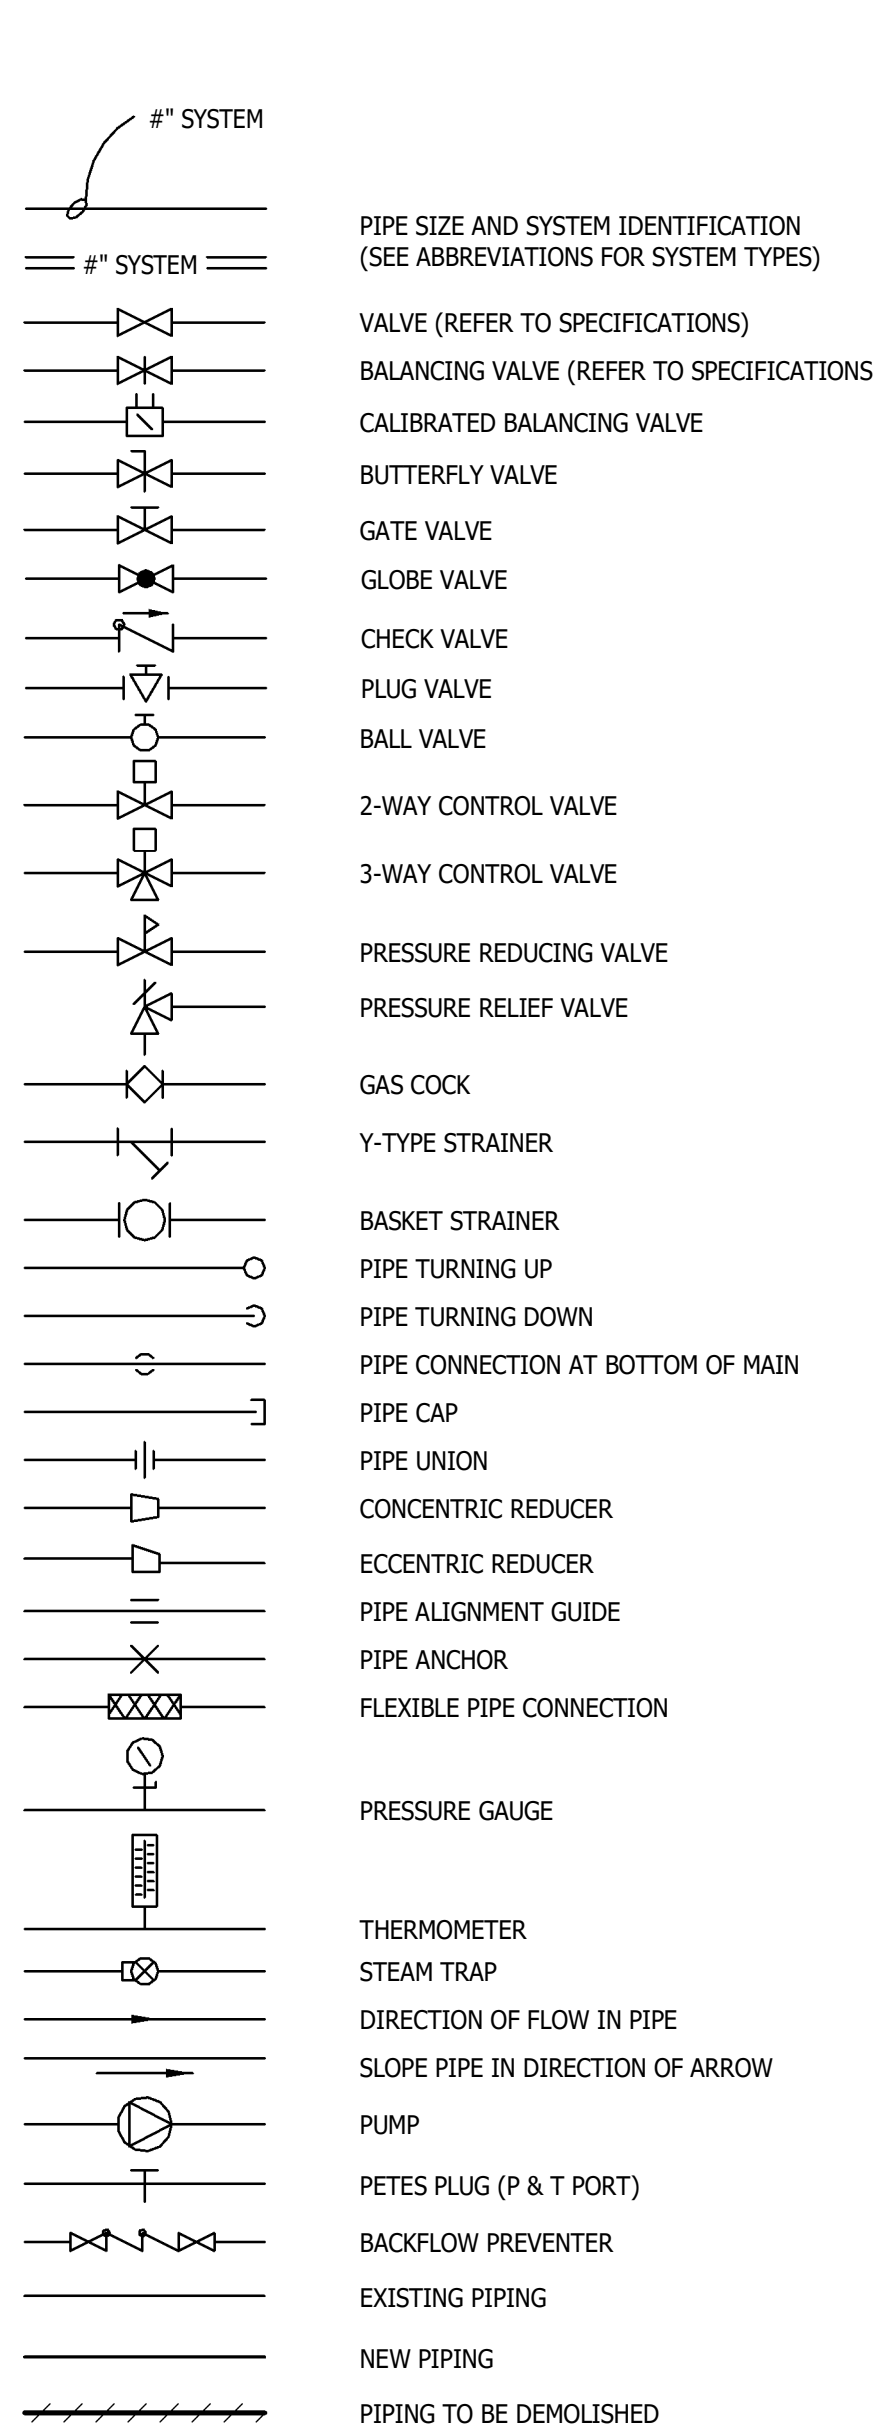 #" SYSTEM
PIPE SIZE AND SYSTEM IDENTIFICATION
(SEE ABBREVIATIONS FOR SYSTEM TYPES)
#" SYSTEM
VALVE (REFER TO SPECIFICATIONS)
BALANCING VALVE (REFER TO SPECIFICATIONS
CALIBRATED BALANCING VALVE
BUTTERFLY VALVE
GATE VALVE
GLOBE VALVE
CHECK VALVE
PLUG VALVE
BALL VALVE
2-WAY CONTROL VALVE
3-WAY CONTROL VALVE
PRESSURE REDUCING VALVE
PRESSURE RELIEF VALVE
GAS COCK
Y-TYPE STRAINER
BASKET STRAINER
PIPE TURNING UP
PIPE TURNING DOWN
PIPE CONNECTION AT BOTTOM OF MAIN
PIPE CAP
PIPE UNION
CONCENTRIC REDUCER
ECCENTRIC REDUCER
PIPE ALIGNMENT GUIDE
PIPE ANCHOR
FLEXIBLE PIPE CONNECTION
PRESSURE GAUGE
THERMOMETER
STEAM TRAP
DIRECTION OF FLOW IN PIPE
SLOPE PIPE IN DIRECTION OF ARROW
PUMP
PETES PLUG (P & T PORT)
BACKFLOW PREVENTER
EXISTING PIPING
NEW PIPING
PIPING TO BE DEMOLISHED